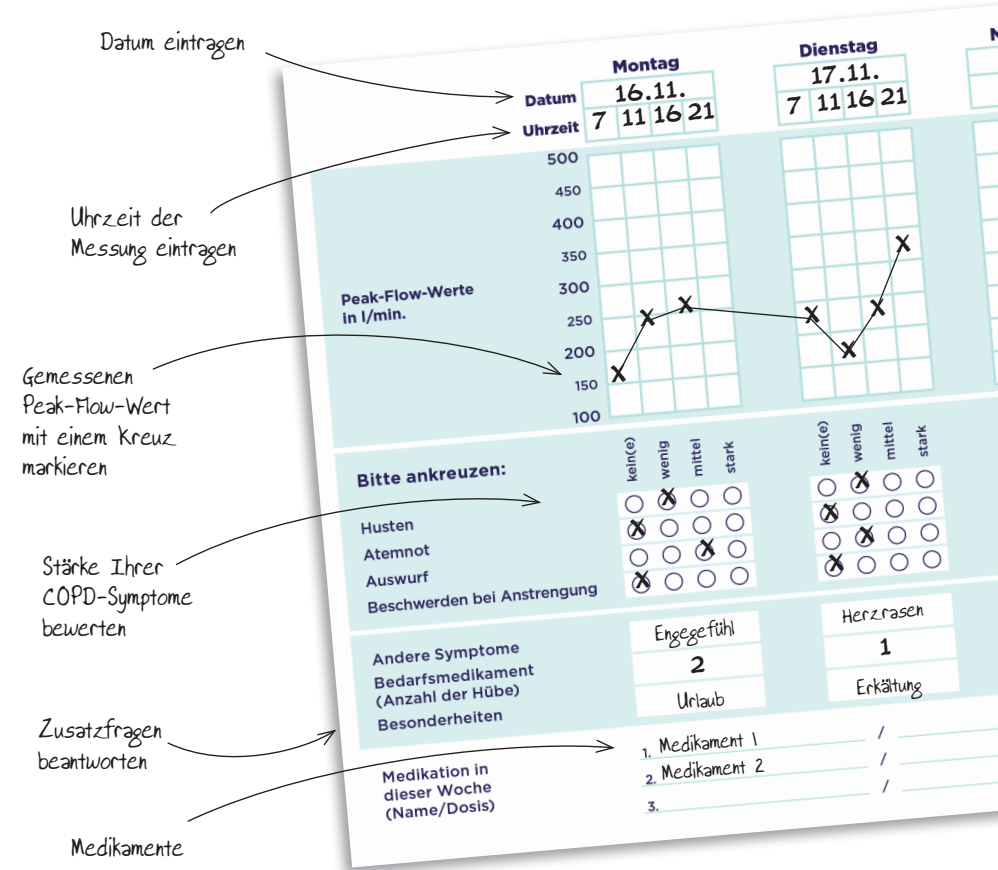 Datum eintragen
Uhrzeit der
Messung eintragen
Gemessenen
Peak-Flow-Wert
mit einem Kreuz
markieren
Stärke Ihrer
COPD-Symptome
bewerten
Zusatzfragen
beantworten
Medikamente
Montag
Dienstag
M
Datum 16.11. 17.11.
Uhrzeit 7 11 16 21 7 11 16 21
Peak-Flow-Werte
in l/min.
500
450
400
350
300
250
200
150
100
Bitte ankreuzen:
kein(e) wenig mittel stark kein(e) wenig mittel stark
Husten
Atemnot
Auswurf
Beschwerden bei Anstrengung
Andere Symptome Engegefühl Herzrasen
Bedarfsmedikament
(Anzahl der Hübe) 2 1
Besonderheiten Urlaub Erkältung
Medikation in
dieser Woche
(Name/Dosis)
1. Medikament 1 /
2. Medikament 2 /
3. /